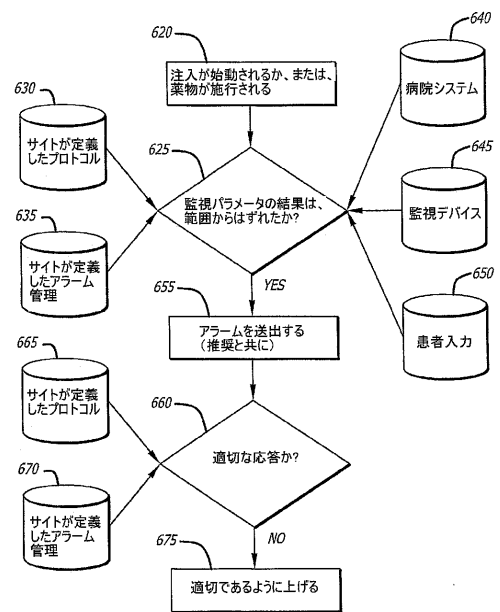 620
注入が始動されるか、または、
薬物が施行される
640
病院システム
630
サイトが定義
したプロトコル
625
監視パラメータの結果は、
範囲からはずれたか?
645
監視デバイス
635
サイトが定義
したアラーム
管理
YES
650
患者入力
655
アラームを送出する
(推奨と共に)
665
サイトが定義
したプロトコル
660
適切な応答か?
670
サイトが定義
したアラーム
管理
NO
675
適切であるように上げる